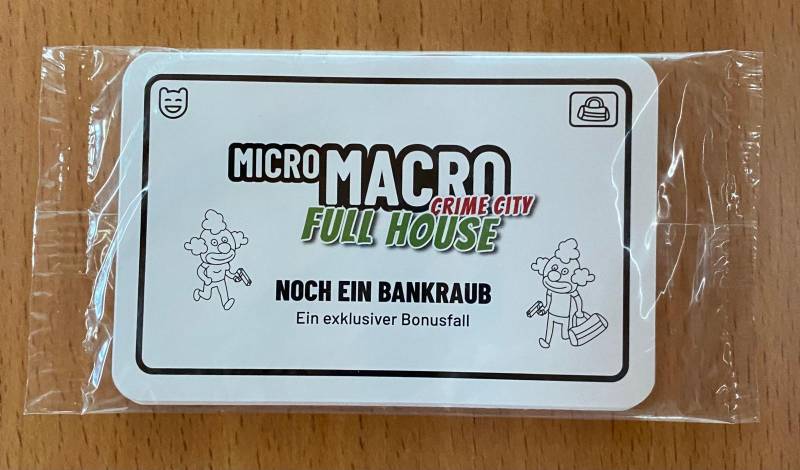 MICRO MACRO
CRIME CITY
FULL HOUSE
NOCH EIN BANKRAUB
Ein exklusiver Bonusfall